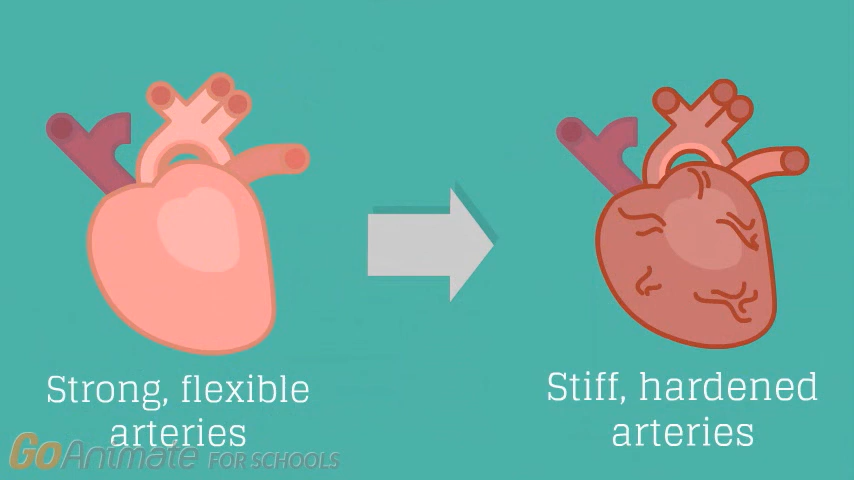 Strong, flexible
arteries
Stiff, hardened
arteries
GoAnimate FOR SCHOOLS